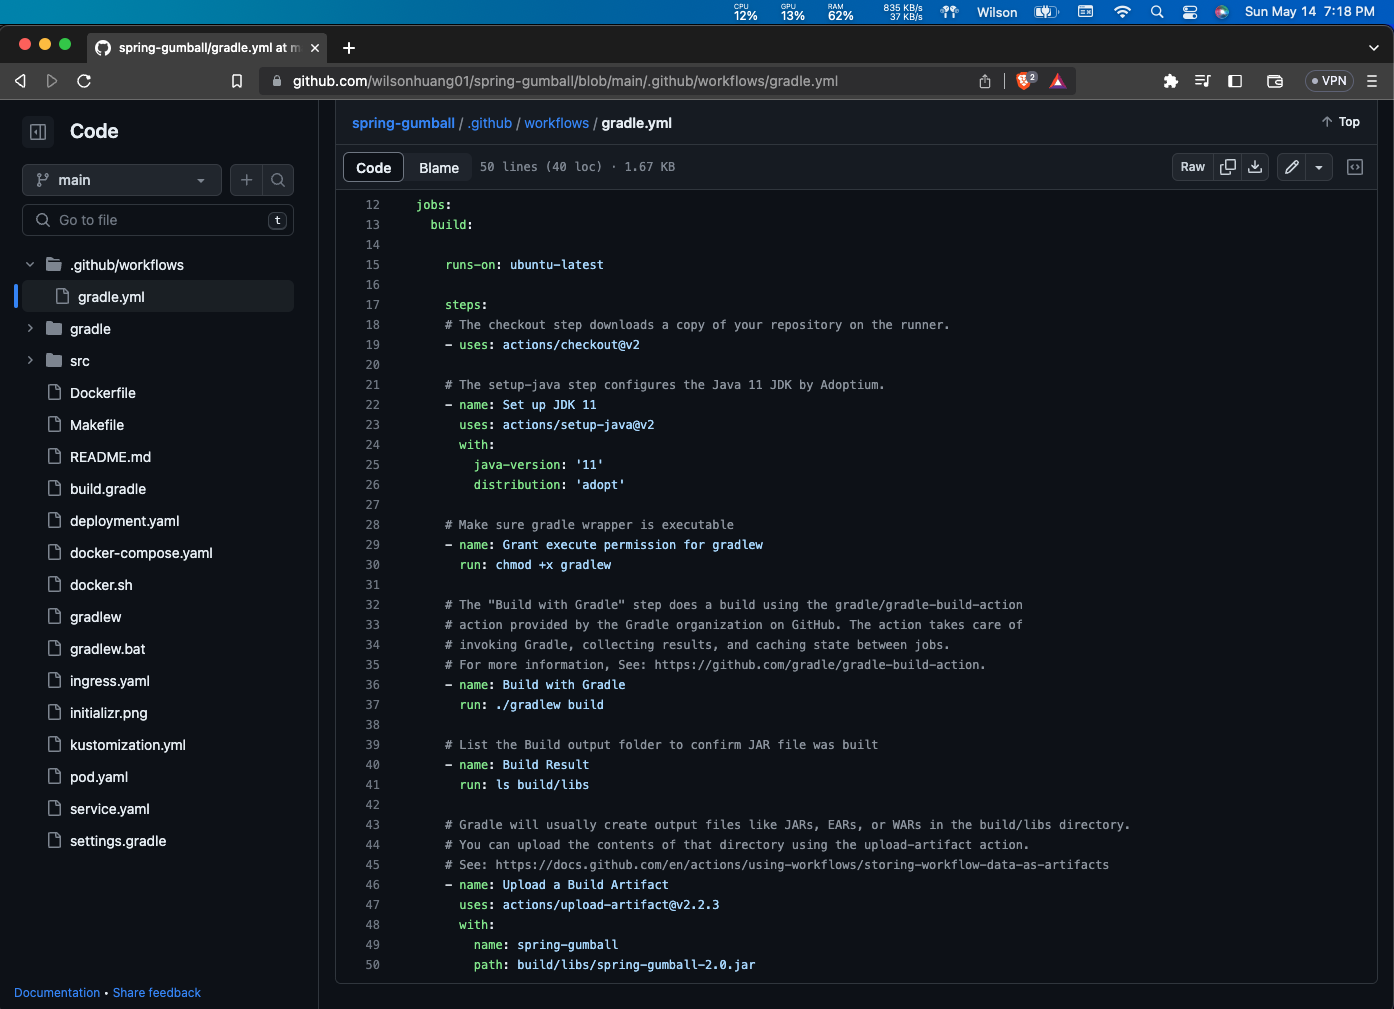 CPU 12% GPU 13% RAM 62% 835 KB/s 37 KB/s Wilson Sun May 14 7:18 PM
spring-gumball/gradle.yml at m
github.com/wilsonhuang01/spring-gumball/blob/main/.github/workflows/gradle.yml 2 VPN
Code
main
Go to file t
.github/workflows
gradle.yml
gradle
src
Dockerfile
Makefile
README.md
build.gradle
deployment.yaml
docker-compose.yaml
docker.sh
gradlew
gradlew.bat
ingress.yaml
initializr.png
kustomization.yml
pod.yaml
service.yaml
settings.gradle
Documentation • Share feedback
spring-gumball / .github / workflows / gradle.yml Top
Code Blame 50 lines (40 loc) · 1.67 KB Raw
12 jobs:
13 build:
14
15 runs-on: ubuntu-latest
16
17 steps:
18 # The checkout step downloads a copy of your repository on the runner.
19 - uses: actions/checkout@v2
20
21 # The setup-java step configures the Java 11 JDK by Adoptium.
22 - name: Set up JDK 11
23 uses: actions/setup-java@v2
24 with:
25 java-version: '11'
26 distribution: 'adopt'
27
28 # Make sure gradle wrapper is executable
29 - name: Grant execute permission for gradlew
30 run: chmod +x gradlew
31
32 # The "Build with Gradle" step does a build using the gradle/gradle-build-action
33 # action provided by the Gradle organization on GitHub. The action takes care of
34 # invoking Gradle, collecting results, and caching state between jobs.
35 # For more information, See: https://github.com/gradle/gradle-build-action.
36 - name: Build with Gradle
37 run: ./gradlew build
38
39 # List the Build output folder to confirm JAR file was built
40 - name: Build Result
41 run: ls build/libs
42
43 # Gradle will usually create output files like JARs, EARs, or WARs in the build/libs directory.
44 # You can upload the contents of that directory using the upload-artifact action.
45 # See: https://docs.github.com/en/actions/using-workflows/storing-workflow-data-as-artifacts
46 - name: Upload a Build Artifact
47 uses: actions/upload-artifact@v2.2.3
48 with:
49 name: spring-gumball
50 path: build/libs/spring-gumball-2.0.jar